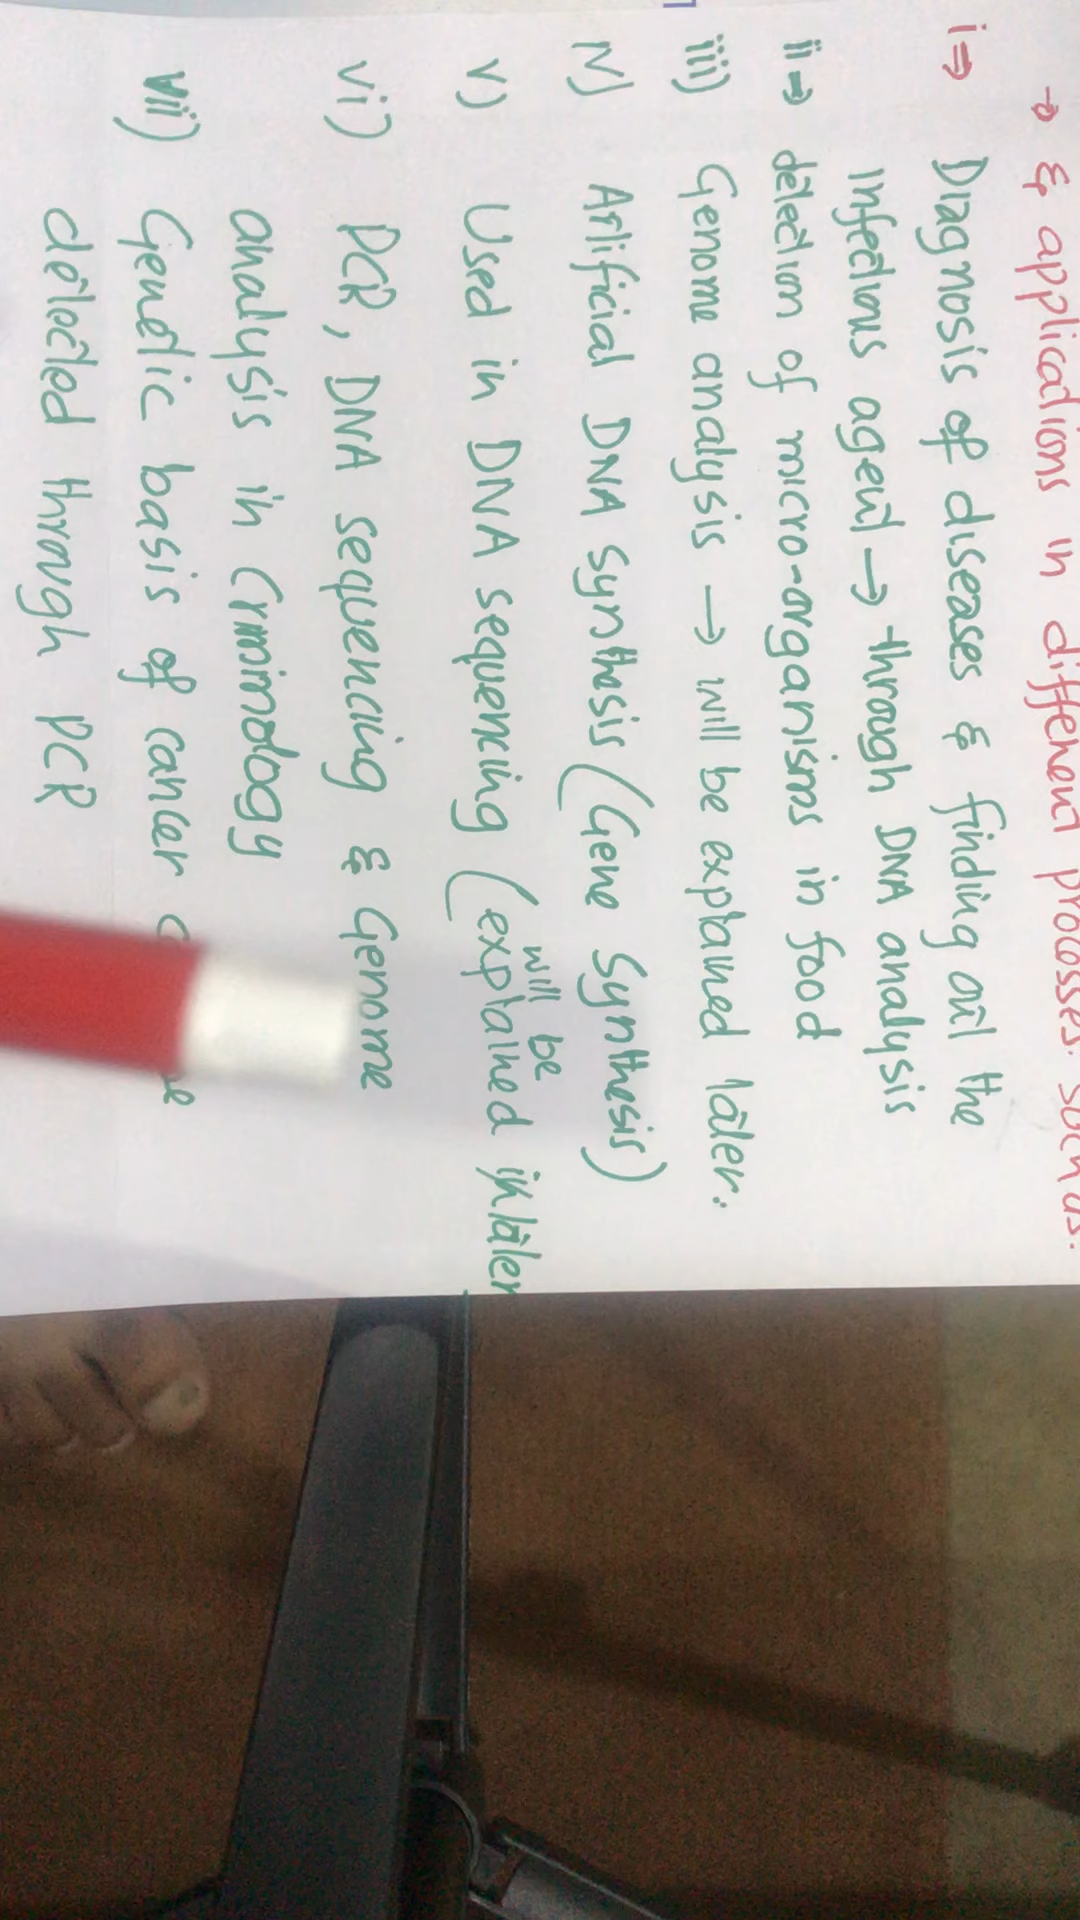 → & applications in different processes. such as:
i⇒ Diagnosis of diseases & finding out the
infectious agent → through DNA analysis
ii⇒ detection of micro-organisms in food
iii) Genome analysis → will be explained later.
iv) Artificial DNA synthesis (Gene Synthesis)
will be
v) Used in DNA sequencing (explained in later
vi) PCR, DNA sequencing & Genome
analysis in Criminology
vii) Genetic basis of cancer
detected through PCR